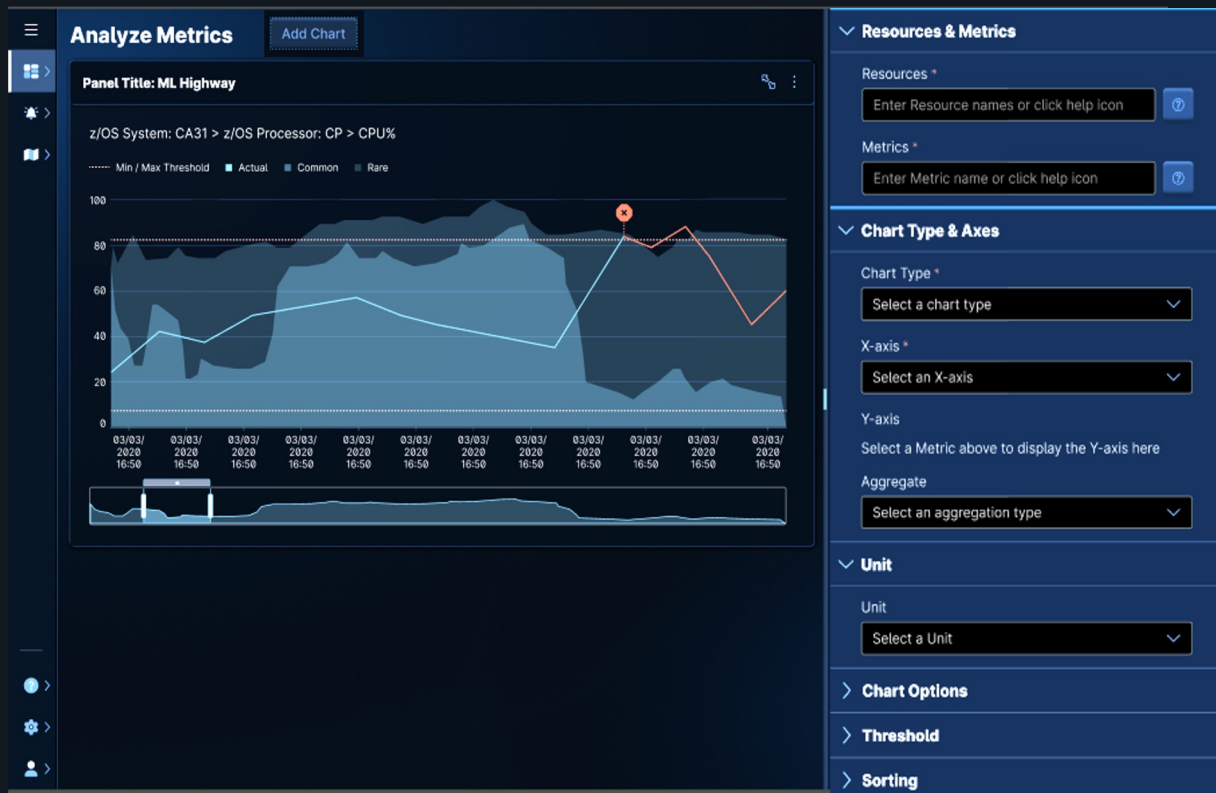 Analyze Metrics
Add Chart
Panel Title: ML Highway
z/OS System: CA31 > z/OS Processor: CP > CPU%
Min / Max Threshold
Actual
Common
Rare
100
80
60
40
20
0
03/03/ 03/03/ 03/03/ 03/03/ 03/03/ 03/03/ 03/03/ 03/03/ 03/03/ 03/03/ 03/03/ 03/03/
2020 2020 2020 2020 2020 2020 2020 2020 2020 2020 2020 2020
16:50 16:50 16:50 16:50 16:50 16:50 16:50 16:50 16:50 16:50 16:50 16:50
Resources & Metrics
Resources *
Enter Resource names or click help icon
Metrics *
Enter Metric name or click help icon
Chart Type & Axes
Chart Type *
Select a chart type
X-axis *
Select an X-axis
Y-axis
Select a Metric above to display the Y-axis here
Aggregate
Select an aggregation type
Unit
Unit
Select a Unit
Chart Options
Threshold
Sorting